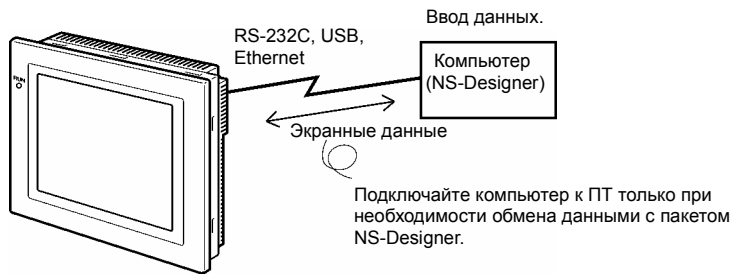 Ввод данных.
RS-232C, USB,
Ethernet
Компьютер
(NS-Designer)
RUN
Экранные данные
Подключайте компьютер к ПТ только при
необходимости обмена данными с пакетом
NS-Designer.